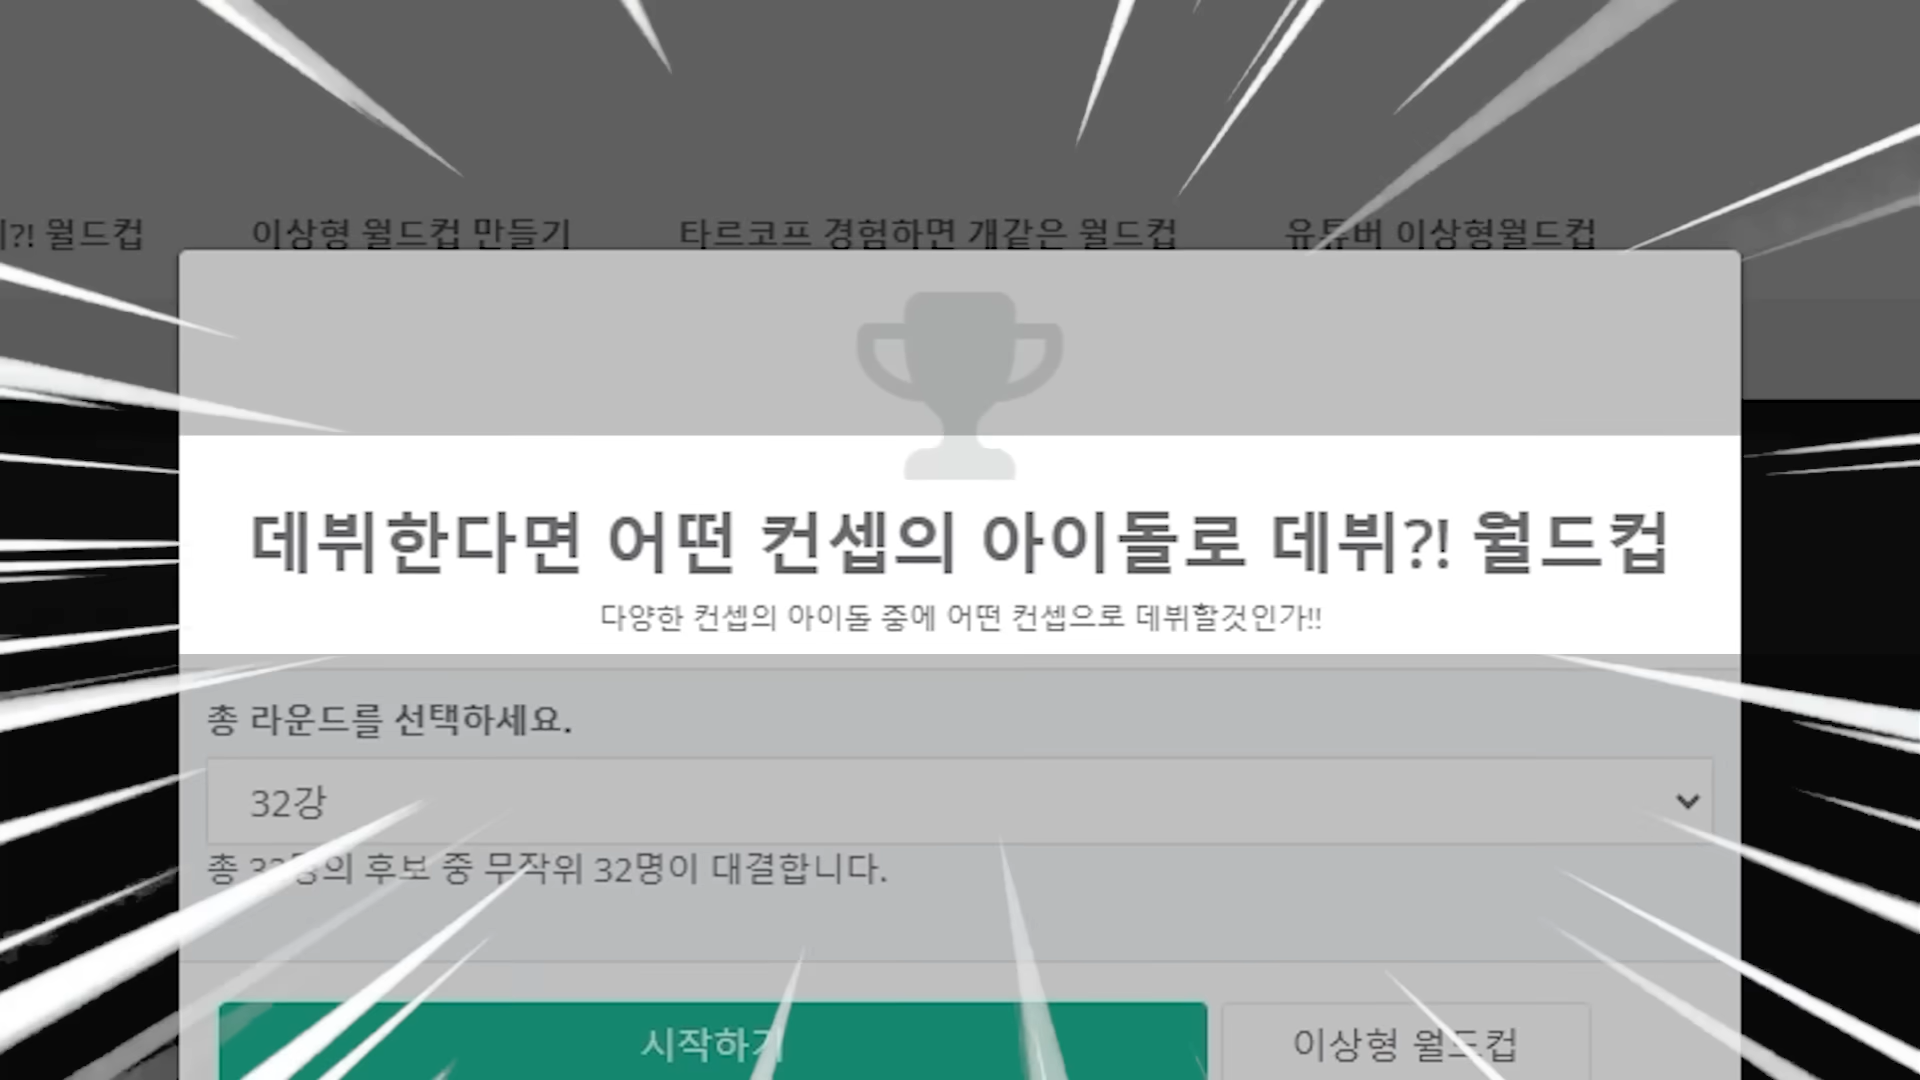 ?! 월드컵 이상형 월드컵 만들기 타르코프 경험하면 개같은 월드컵 유튜버 이상형월드컵
데뷔한다면 어떤 컨셉의 아이돌로 데뷔?! 월드컵
다양한 컨셉의 아이돌 중에 어떤 컨셉으로 데뷔할것인가!!
총 라운드를 선택하세요.
32강
총 32명의 후보 중 무작위 32명이 대결합니다.
시작하기 이상형 월드컵